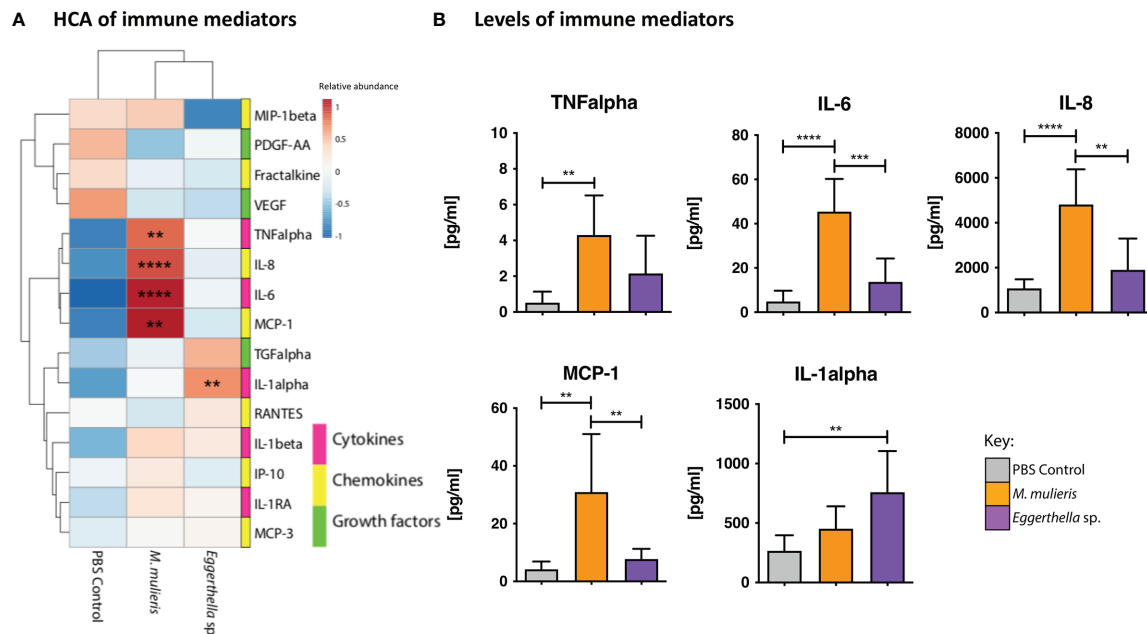 A HCA of immune mediators
B Levels of immune mediators
Relative abundance
1
0.5
0
-0.5
-1
MIP-1beta
PDGF-AA
Fractalkine
VEGF
** TNFalpha
**** IL-8
**** IL-6
** MCP-1
TGFalpha
** IL-1alpha
RANTES
IL-1beta
IP-10
IL-1RA
MCP-3
Cytokines
Chemokines
Growth factors
PBS Control
M. mulieris
Eggerthella sp
TNFalpha
[pg/ml]
10
8
6
4
2
0
**
IL-6
[pg/ml]
80
60
40
20
0
****
***
IL-8
[pg/ml]
8000
6000
4000
2000
0
****
**
MCP-1
[pg/ml]
60
40
20
0
**
**
IL-1alpha
[pg/ml]
1500
1000
500
0
**
Key:
PBS Control
M. mulieris
Eggerthella sp.